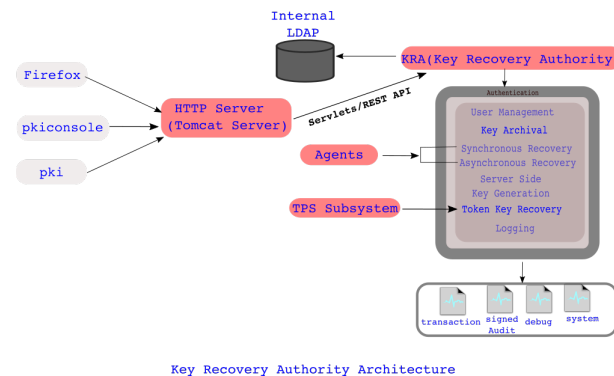 Internal
LDAP
KRA(Key Recovery Authority
Firefox
HTTP Server
(Tomcat Server)
Servlets/REST API
pkiconsole
pki
Authentication
User Management
Key Archival
Synchronous Recovery
Asynchronous Recovery
Server Side
Key Generation
Token Key Recovery
Logging
Agents
TPS Subsystem
transaction
signed
Audit
debug
system
Key Recovery Authority Architecture